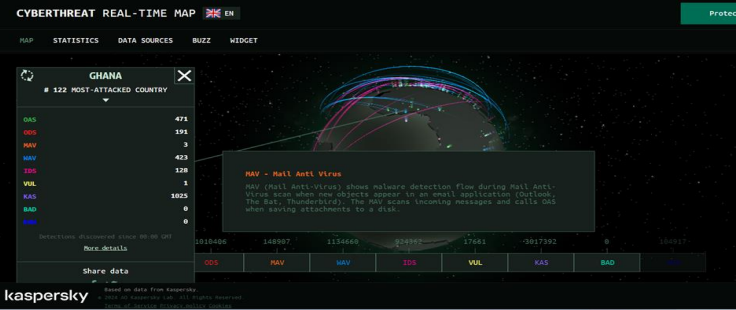 CYBERTHREAT REAL-TIME MAP EN
Protec
MAP STATISTICS DATA SOURCES BUZZ WIDGET
GHANA
# 122 MOST-ATTACKED COUNTRY
OAS 471
ODS 191
MAV 3
WAV 423
IDS 128
VUL 1
KAS 1025
BAD 0
0
Detections discovered since 00:00 GMT
More details
Share data
MAV - Mail Anti Virus
MAV (Mail Anti-Virus) shows malware detection flow during Mail Anti-
Virus scan when new objects appear in an email application (Outlook,
The Bat, Thunderbird). The MAV scans incoming messages and calls OAS
when saving attachments to a disk.
1010406 148907 1134660 924962 17661 -3017392 0
ODS MAV WAV IDS VUL KAS BAD
kaspersky
Based on data from Kaspersky.
AO Kaspersky Lab. All Rights Reserved
Terms of Service Privacy Policy Cookies